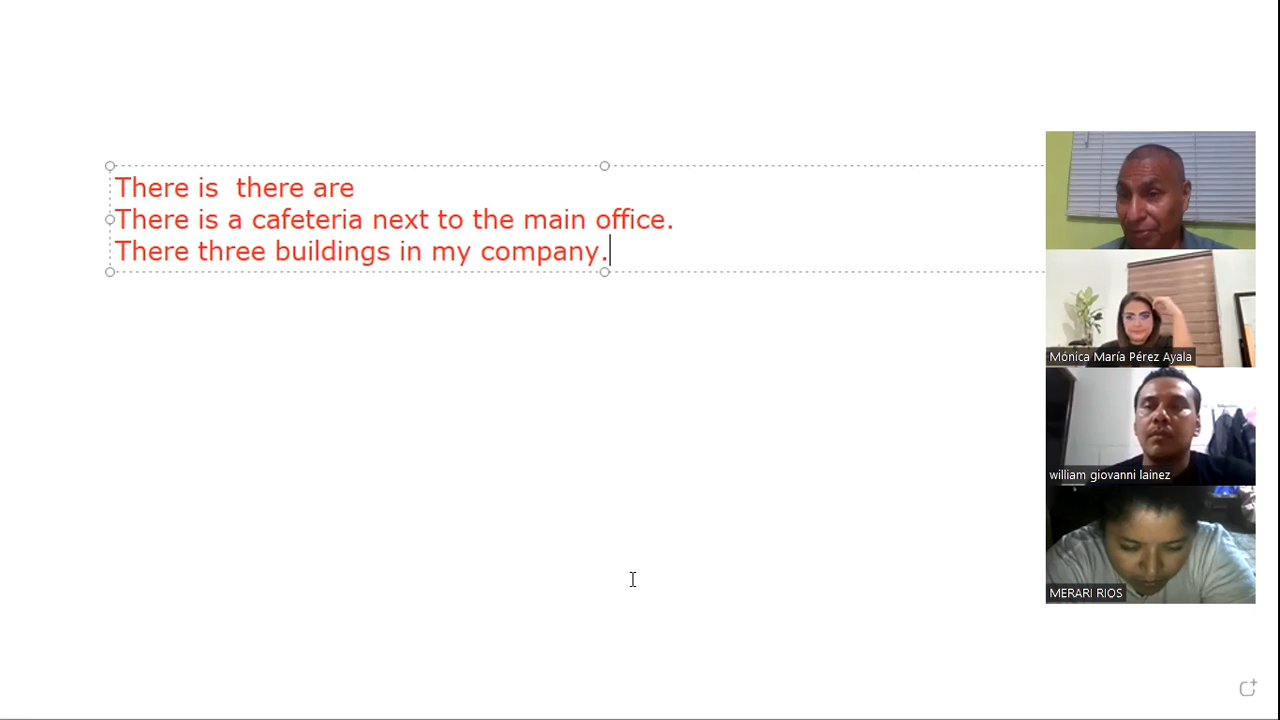 There is  there are
There is a cafeteria next to the main office.
There three buildings in my company.
Mónica María Pérez Ayala
william giovanni lainez
MERARI RIOS